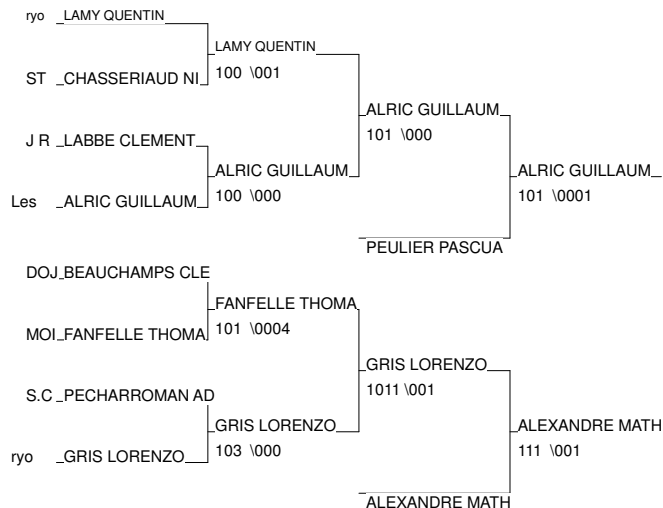 ryo LAMY QUENTIN
LAMY QUENTIN
100 \001
ST CHASSERIAUD NI
ALRIC GUILLAUM
101 \000
J R LABBE CLEMENT
ALRIC GUILLAUM
100 \000
ALRIC GUILLAUM
101 \0001
Les ALRIC GUILLAUM
PEULIER PASCUA
DOJ BEAUCHAMPS CLE
FANFELLE THOMA
101 \0004
MOI FANFELLE THOMA
GRIS LORENZO
1011 \001
S.C PECHARROMAN AD
GRIS LORENZO
103 \000
ALEXANDRE MATH
111 \001
ryo GRIS LORENZO
ALEXANDRE MATH